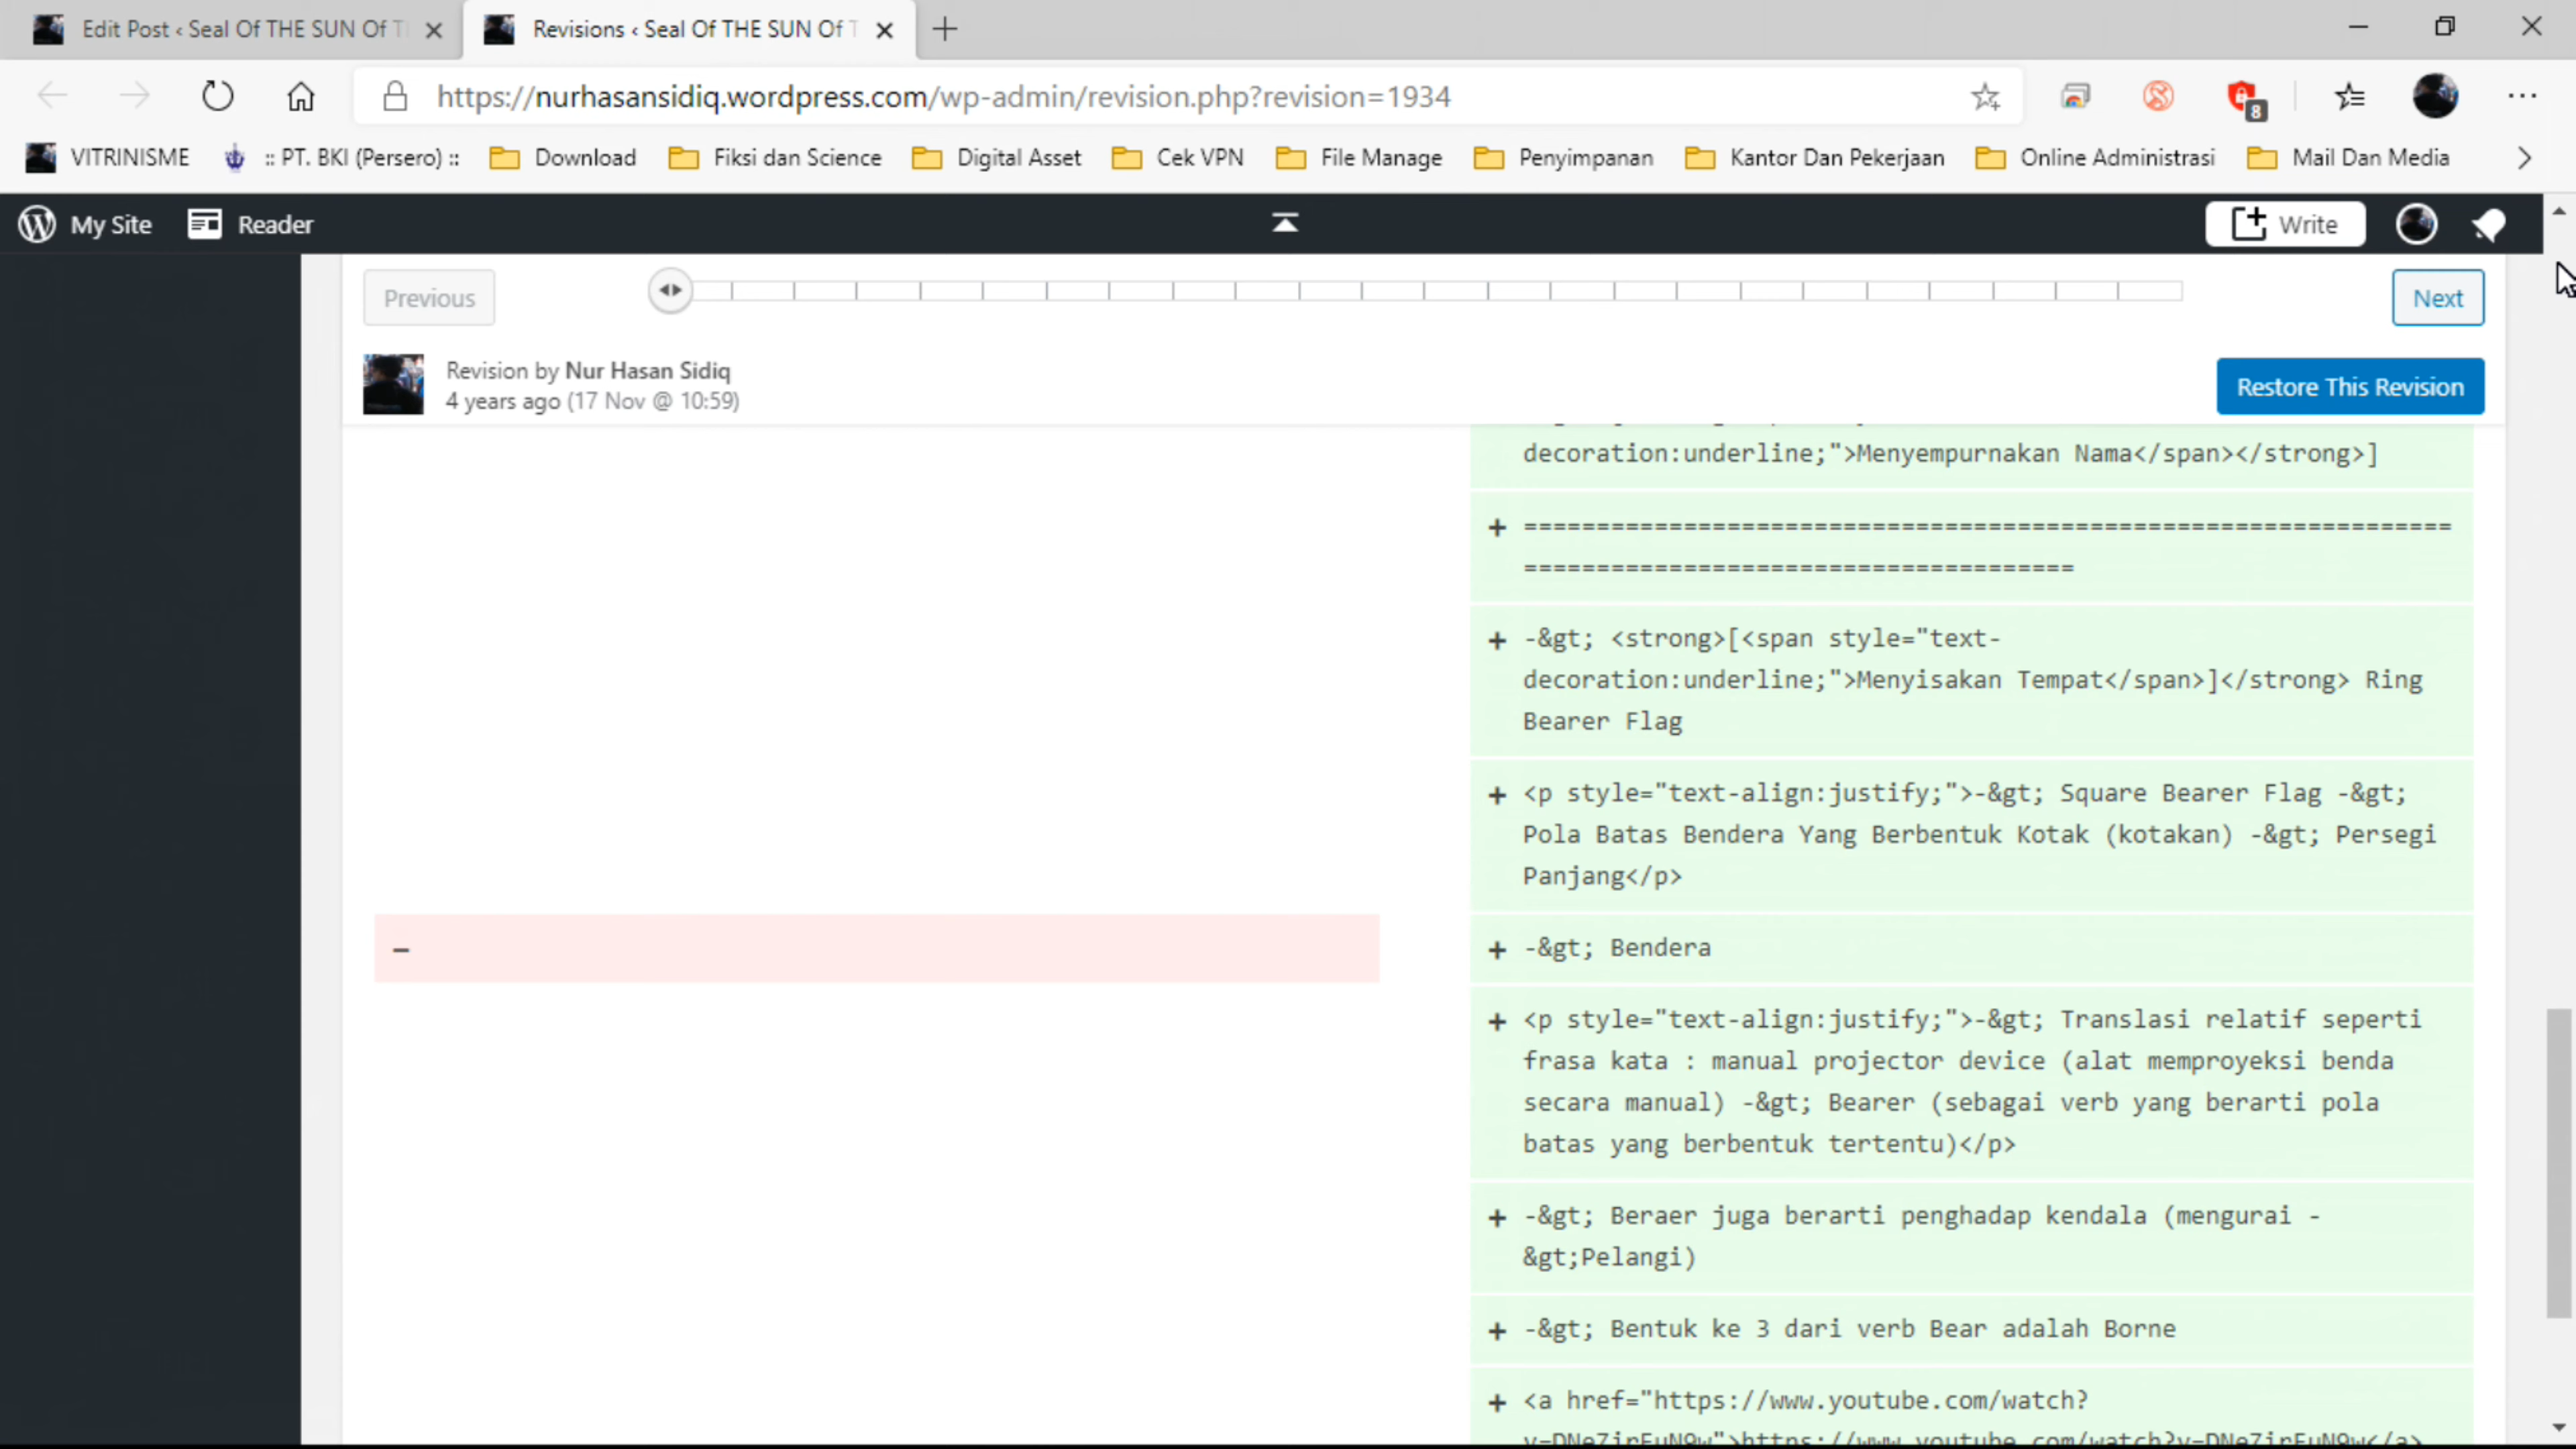 Edit Post ‹ Seal Of THE SUN Of T
Revisions ‹ Seal Of THE SUN Of T
https://nurhasansidiq.wordpress.com/wp-admin/revision.php?revision=1934
8
VITRINISME
:: PT. BKI (Persero) ::
Download
Fiksi dan Science
Digital Asset
Cek VPN
File Manage
Penyimpanan
Kantor Dan Pekerjaan
Online Administrasi
Mail Dan Media
My Site
Reader
Write
Previous
Next
Revision by Nur Hasan Sidiq
4 years ago (17 Nov @ 10:59)
Restore This Revision
decoration:underline;">Menyempurnakan Nama</span></strong>]
+ ================================================================
======================================
+ -&gt; <strong>[<span style="text-
decoration:underline;">Menyisakan Tempat</span>]</strong> Ring
Bearer Flag
+ <p style="text-align:justify;">-&gt; Square Bearer Flag -&gt;
Pola Batas Bendera Yang Berbentuk Kotak (kotakan) -&gt; Persegi
Panjang</p>
–
+ -&gt; Bendera
+ <p style="text-align:justify;">-&gt; Translasi relatif seperti
frasa kata : manual projector device (alat memproyeksi benda
secara manual) -&gt; Bearer (sebagai verb yang berarti pola
batas yang berbentuk tertentu)</p>
+ -&gt; Beraer juga berarti penghadap kendala (mengurai -
&gt;Pelangi)
+ -&gt; Bentuk ke 3 dari verb Bear adalah Borne
+ <a href="https://www.youtube.com/watch?